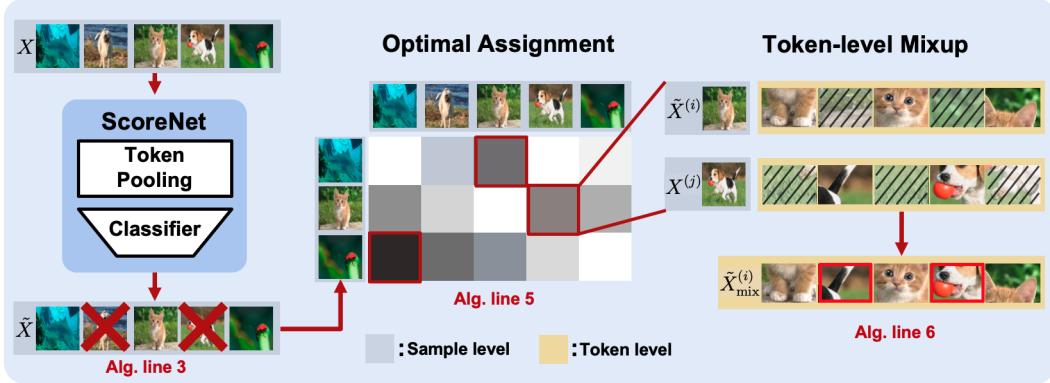 X
ScoreNet
Token
Pooling
Classifier
X̃
Alg. line 3
Optimal Assignment
Alg. line 5
: Sample level
: Token level
Token-level Mixup
X̃^{(i)}
X^{(j)}
X̃_{mix}^{(i)}
Alg. line 6